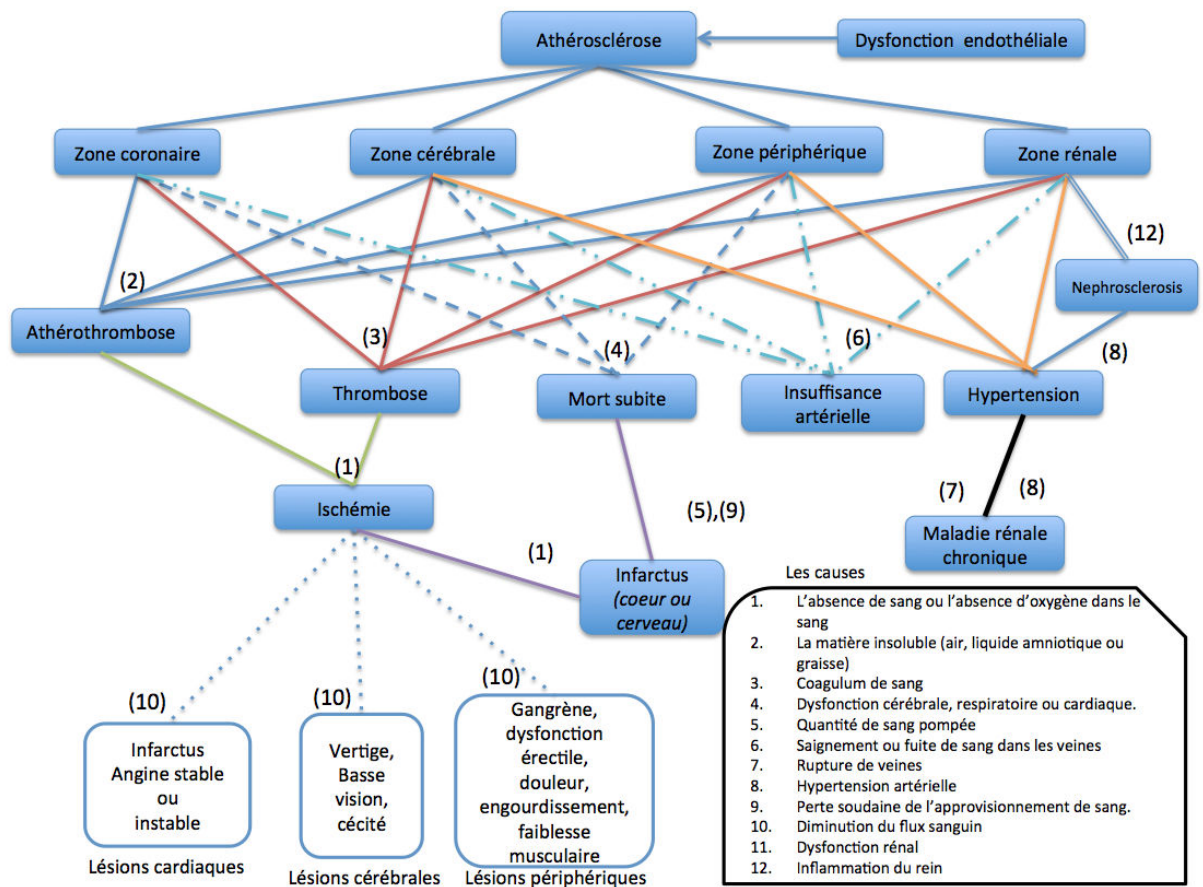 Athérosclérose
Dysfonction endothéliale
Zone coronaire
Zone cérébrale
Zone périphérique
Zone rénale
(12)
(2)
Nephrosclerosis
Athérothrombose
(3)
(4)
(6)
(8)
Thrombose
Mort subite
Insuffisance
artérielle
Hypertension
(1)
Ischémie
(5),(9)
(7)
(8)
Maladie rénale
chronique
(1)
Infarctus
(coeur ou
cerveau)
Les causes
1. L'absence de sang ou l'absence d'oxygène dans le
sang
2. La matière insoluble (air, liquide amniotique ou
graisse)
3. Coagulum de sang
4. Dysfonction cérébrale, respiratoire ou cardiaque.
5. Quantité de sang pompée
6. Saignement ou fuite de sang dans les veines
7. Rupture de veines
8. Hypertension artérielle
9. Perte soudaine de l'approvisionnement de sang.
10. Diminution du flux sanguin
11. Dysfonction rénal
12. Inflammation du rein
(10)
(10)
(10)
Infarctus
Angine stable
ou
instable
Lésions cardiaques
Vertige,
Basse
vision,
cécité
Lésions cérébrales
Gangrène,
dysfonction
érectile,
douleur,
engourdissement,
faiblesse
musculaire
Lésions périphériques